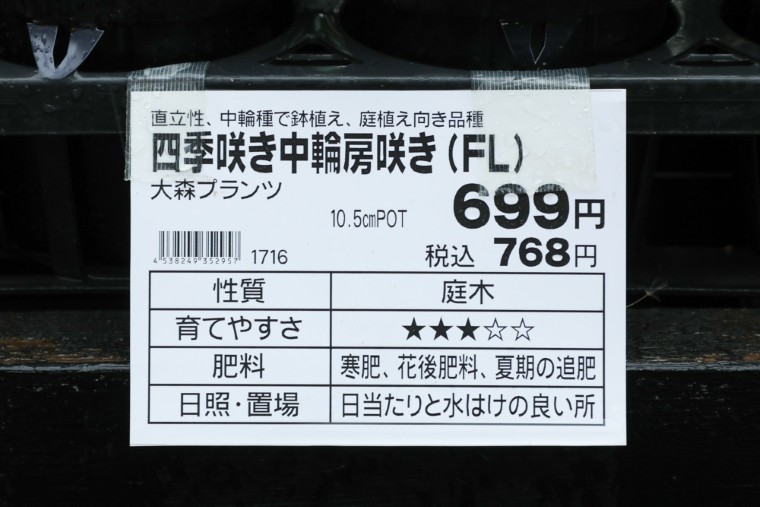 直立性、中輪種で鉢植え、庭植え向き品種
四季咲き中輪房咲き(FL)
大森プランツ
10.5cmPOT
699円
4538249352957
1716
税込 768円
性質 庭木
育てやすさ ★★★☆☆
肥料 寒肥、花後肥料、夏期の追肥
日照・置場 日当たりと水はけの良い所